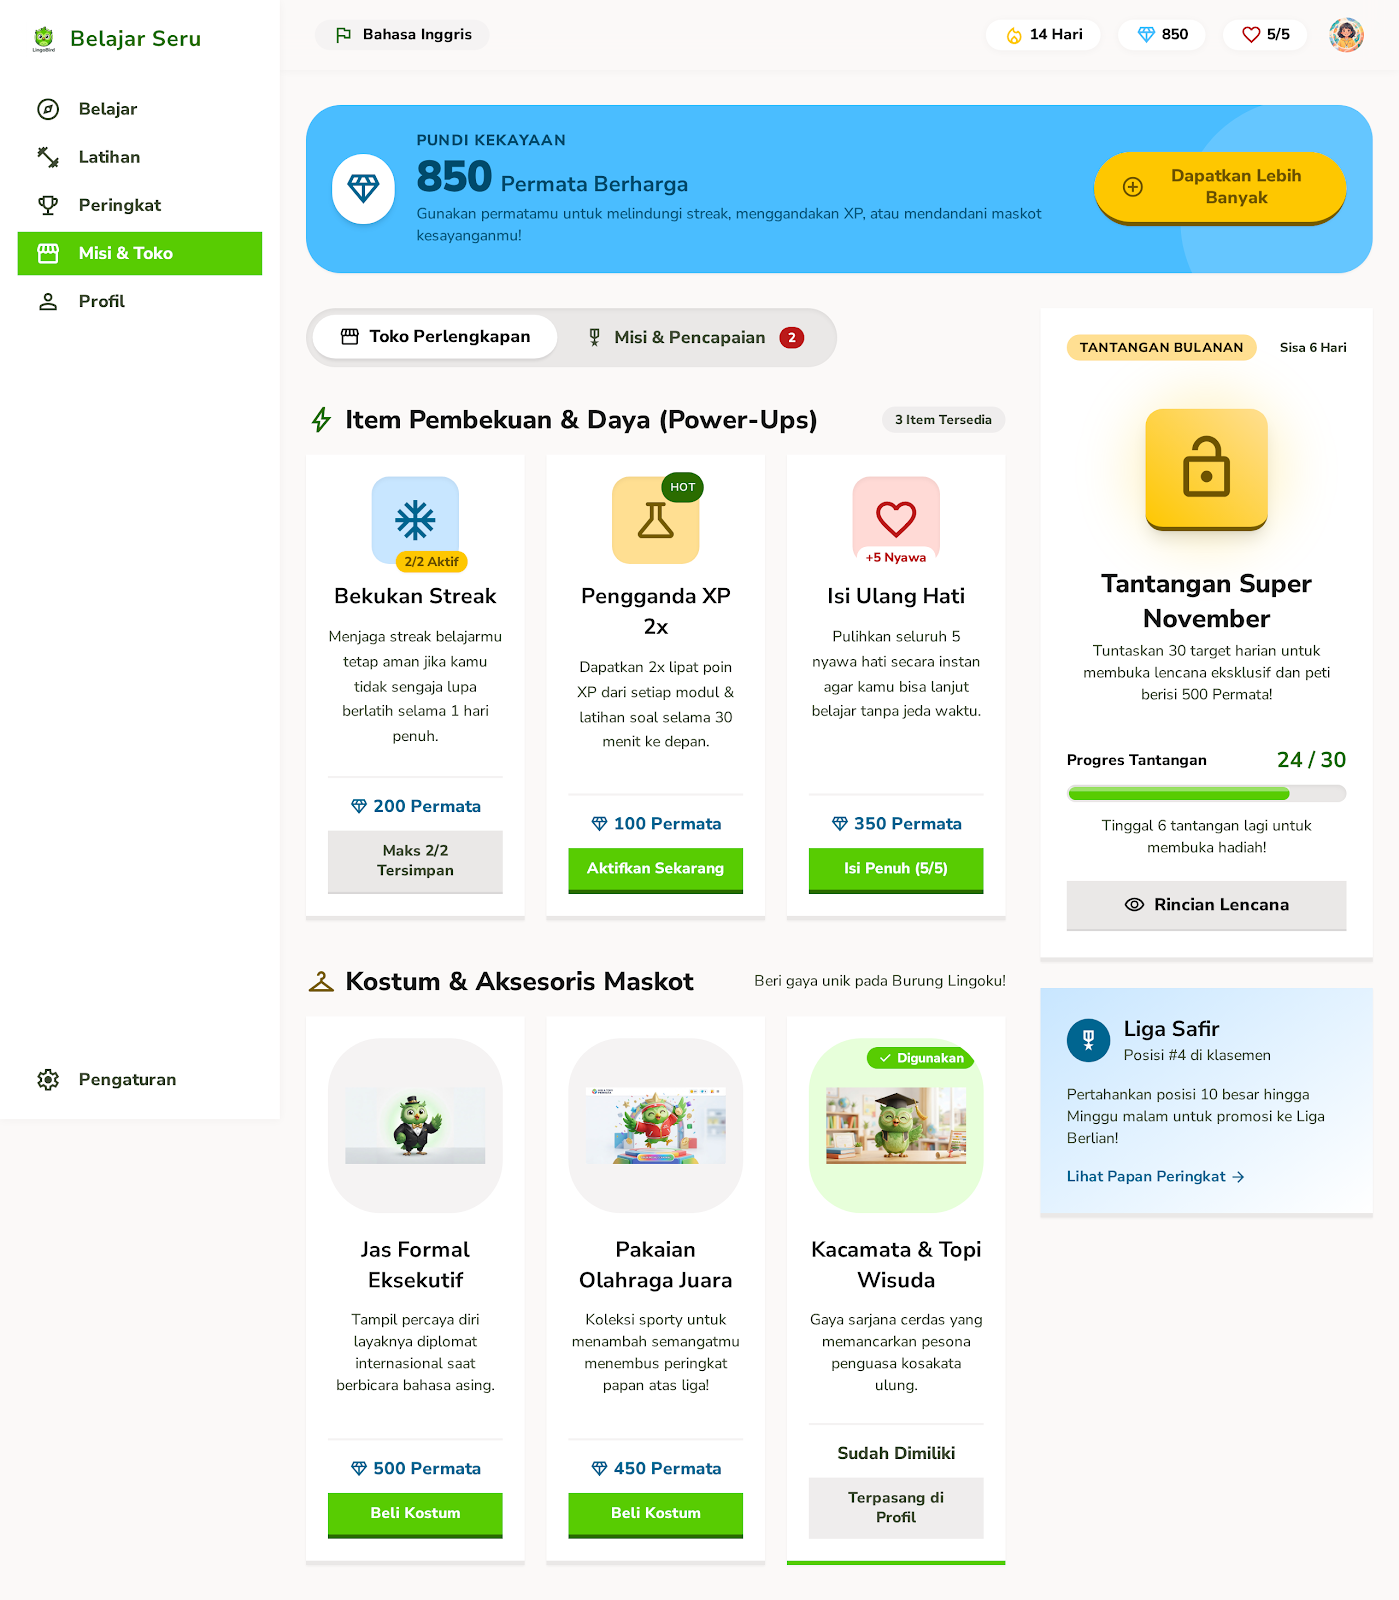 Belajar Seru
Belajar
Latihan
Peringkat
Misi & Toko
Profil
Pengaturan
Bahasa Inggris
14 Hari
850
5/5
PUNDI KEKAYAAN
850 Permata Berharga
Gunakan permatamu untuk melindungi streak, menggandakan XP, atau mendandani maskot
kesayanganmu!
Dapatkan Lebih
Banyak
Toko Perlengkapan
Misi & Pencapaian 2
Item Pembekuan & Daya (Power-Ups)
3 Item Tersedia
2/2 Aktif
Bekukan Streak
Menjaga streak belajarmu
tetap aman jika kamu
tidak sengaja lupa
berlatih selama 1 hari
penuh.
200 Permata
Maks 2/2
Tersimpan
HOT
Pengganda XP
2x
Dapatkan 2x lipat poin
XP dari setiap modul &
latihan soal selama 30
menit ke depan.
100 Permata
Aktifkan Sekarang
+5 Nyawa
Isi Ulang Hati
Pulihkan seluruh 5
nyawa hati secara instan
agar kamu bisa lanjut
belajar tanpa jeda waktu.
350 Permata
Isi Penuh (5/5)
Kostum & Aksesoris Maskot
Beri gaya unik pada Burung Lingoku!
Jas Formal
Eksekutif
Tampil percaya diri
layaknya diplomat
internasional saat
berbicara bahasa asing.
500 Permata
Beli Kostum
Pakaian
Olahraga Juara
Koleksi sporty untuk
menambah semangatmu
menembus peringkat
papan atas liga!
450 Permata
Beli Kostum
Digunakan
Kacamata & Topi
Wisuda
Gaya sarjana cerdas yang
memancarkan pesona
penguasa kosakata
ulung.
Sudah Dimiliki
Terpasang di
Profil
TANTANGAN BULANAN
Sisa 6 Hari
Tantangan Super
November
Tuntaskan 30 target harian untuk
membuka lencana eksklusif dan peti
berisi 500 Permata!
Progres Tantangan
24 / 30
Tinggal 6 tantangan lagi untuk
membuka hadiah!
Rincian Lencana
Liga Safir
Posisi #4 di klasemen
Pertahankan posisi 10 besar hingga
Minggu malam untuk promosi ke Liga
Berlian!
Lihat Papan Peringkat